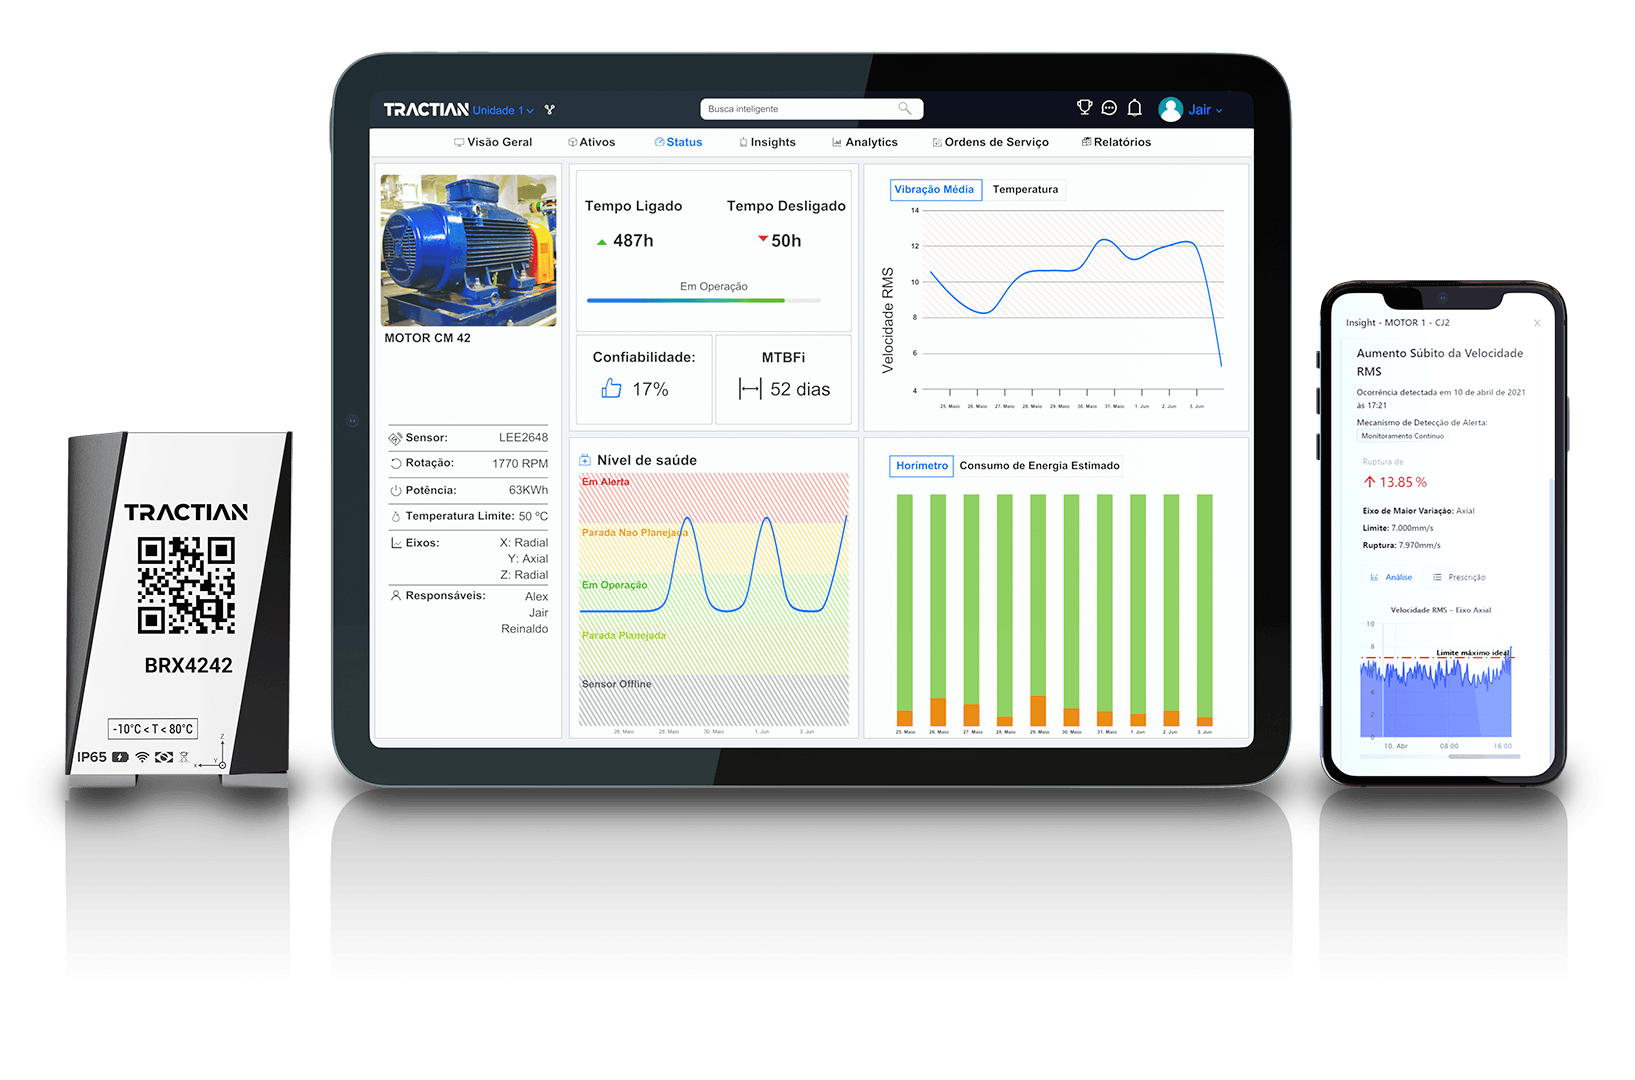 TRACTIAN
BRX4242
-10°C < T < 80°C
IP65
Z
Y
X
TRACTIAN Unidade 1
Busca inteligente
Jair
Visão Geral
Ativos
Status
Insights
Analytics
Ordens de Serviço
Relatórios
MOTOR CM 42
Sensor: LEE2648
Rotação: 1770 RPM
Potência: 63KWh
Temperatura Limite: 50 ºC
Eixos: X: Radial
Y: Axial
Z: Radial
Responsáveis: Alex
Jair
Reinaldo
Tempo Ligado
487h
Tempo Desligado
50h
Em Operação
Confiabilidade:
17%
MTBFi
52 dias
Nível de saúde
Em Alerta
Parada Nao Planejada
Em Operação
Parada Planejada
Sensor Offline
26. Maio 28. Maio 30. Maio 1. Jun 3. Jun
Vibração Média Temperatura
Velocidade RMS
14
12
10
8
6
4
25. Maio 26. Maio 27. Maio 28. Maio 29. Maio 30. Maio 31. Maio 1. Jun 2. Jun 3. Jun
Horímetro Consumo de Energia Estimado
25. Maio 26. Maio 27. Maio 28. Maio 29. Maio 30. Maio 31. Maio 1. Jun 2. Jun 3. Jun
Insight - MOTOR 1 - CJ2 X
Aumento Súbito da Velocidade
RMS
Ocorrência detectada em 10 de abril de 2021
às 17:21
Mecanismo de Detecção de Alerta:
Monitoramento Contínuo
Ruptura de
13.85 %
Eixo de Maior Variação: Axial
Limite: 7.000mm/s
Ruptura: 7.970mm/s
Análise Prescrição
Velocidade RMS - Eixo Axial
10
8
Limite máximo ideal
4
2
0
10. Abr 08:00 16:00